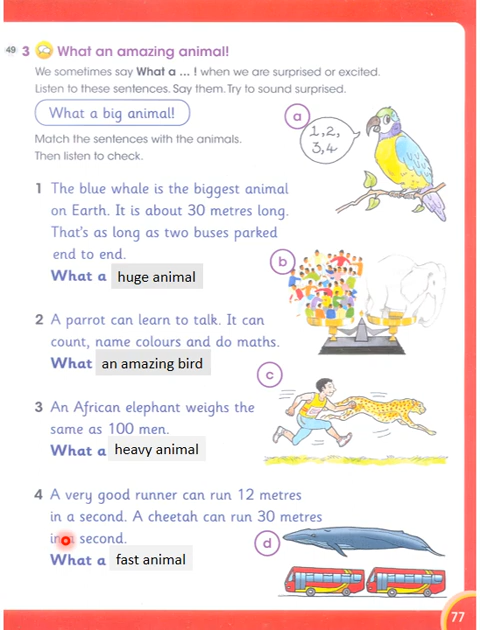 49 3 What an amazing animal!
We sometimes say What a ... ! when we are surprised or excited.
Listen to these sentences. Say them. Try to sound surprised.
What a big animal!
Match the sentences with the animals.
Then listen to check.
a
1, 2,
3, 4
1 The blue whale is the biggest animal
on Earth. It is about 30 metres long.
That's as long as two buses parked
end to end.
What a huge animal
b
2 A parrot can learn to talk. It can
count, name colours and do maths.
What an amazing bird
c
3 An African elephant weighs the
same as 100 men.
What a heavy animal
4 A very good runner can run 12 metres
in a second. A cheetah can run 30 metres
in a second.
What a fast animal
d
77